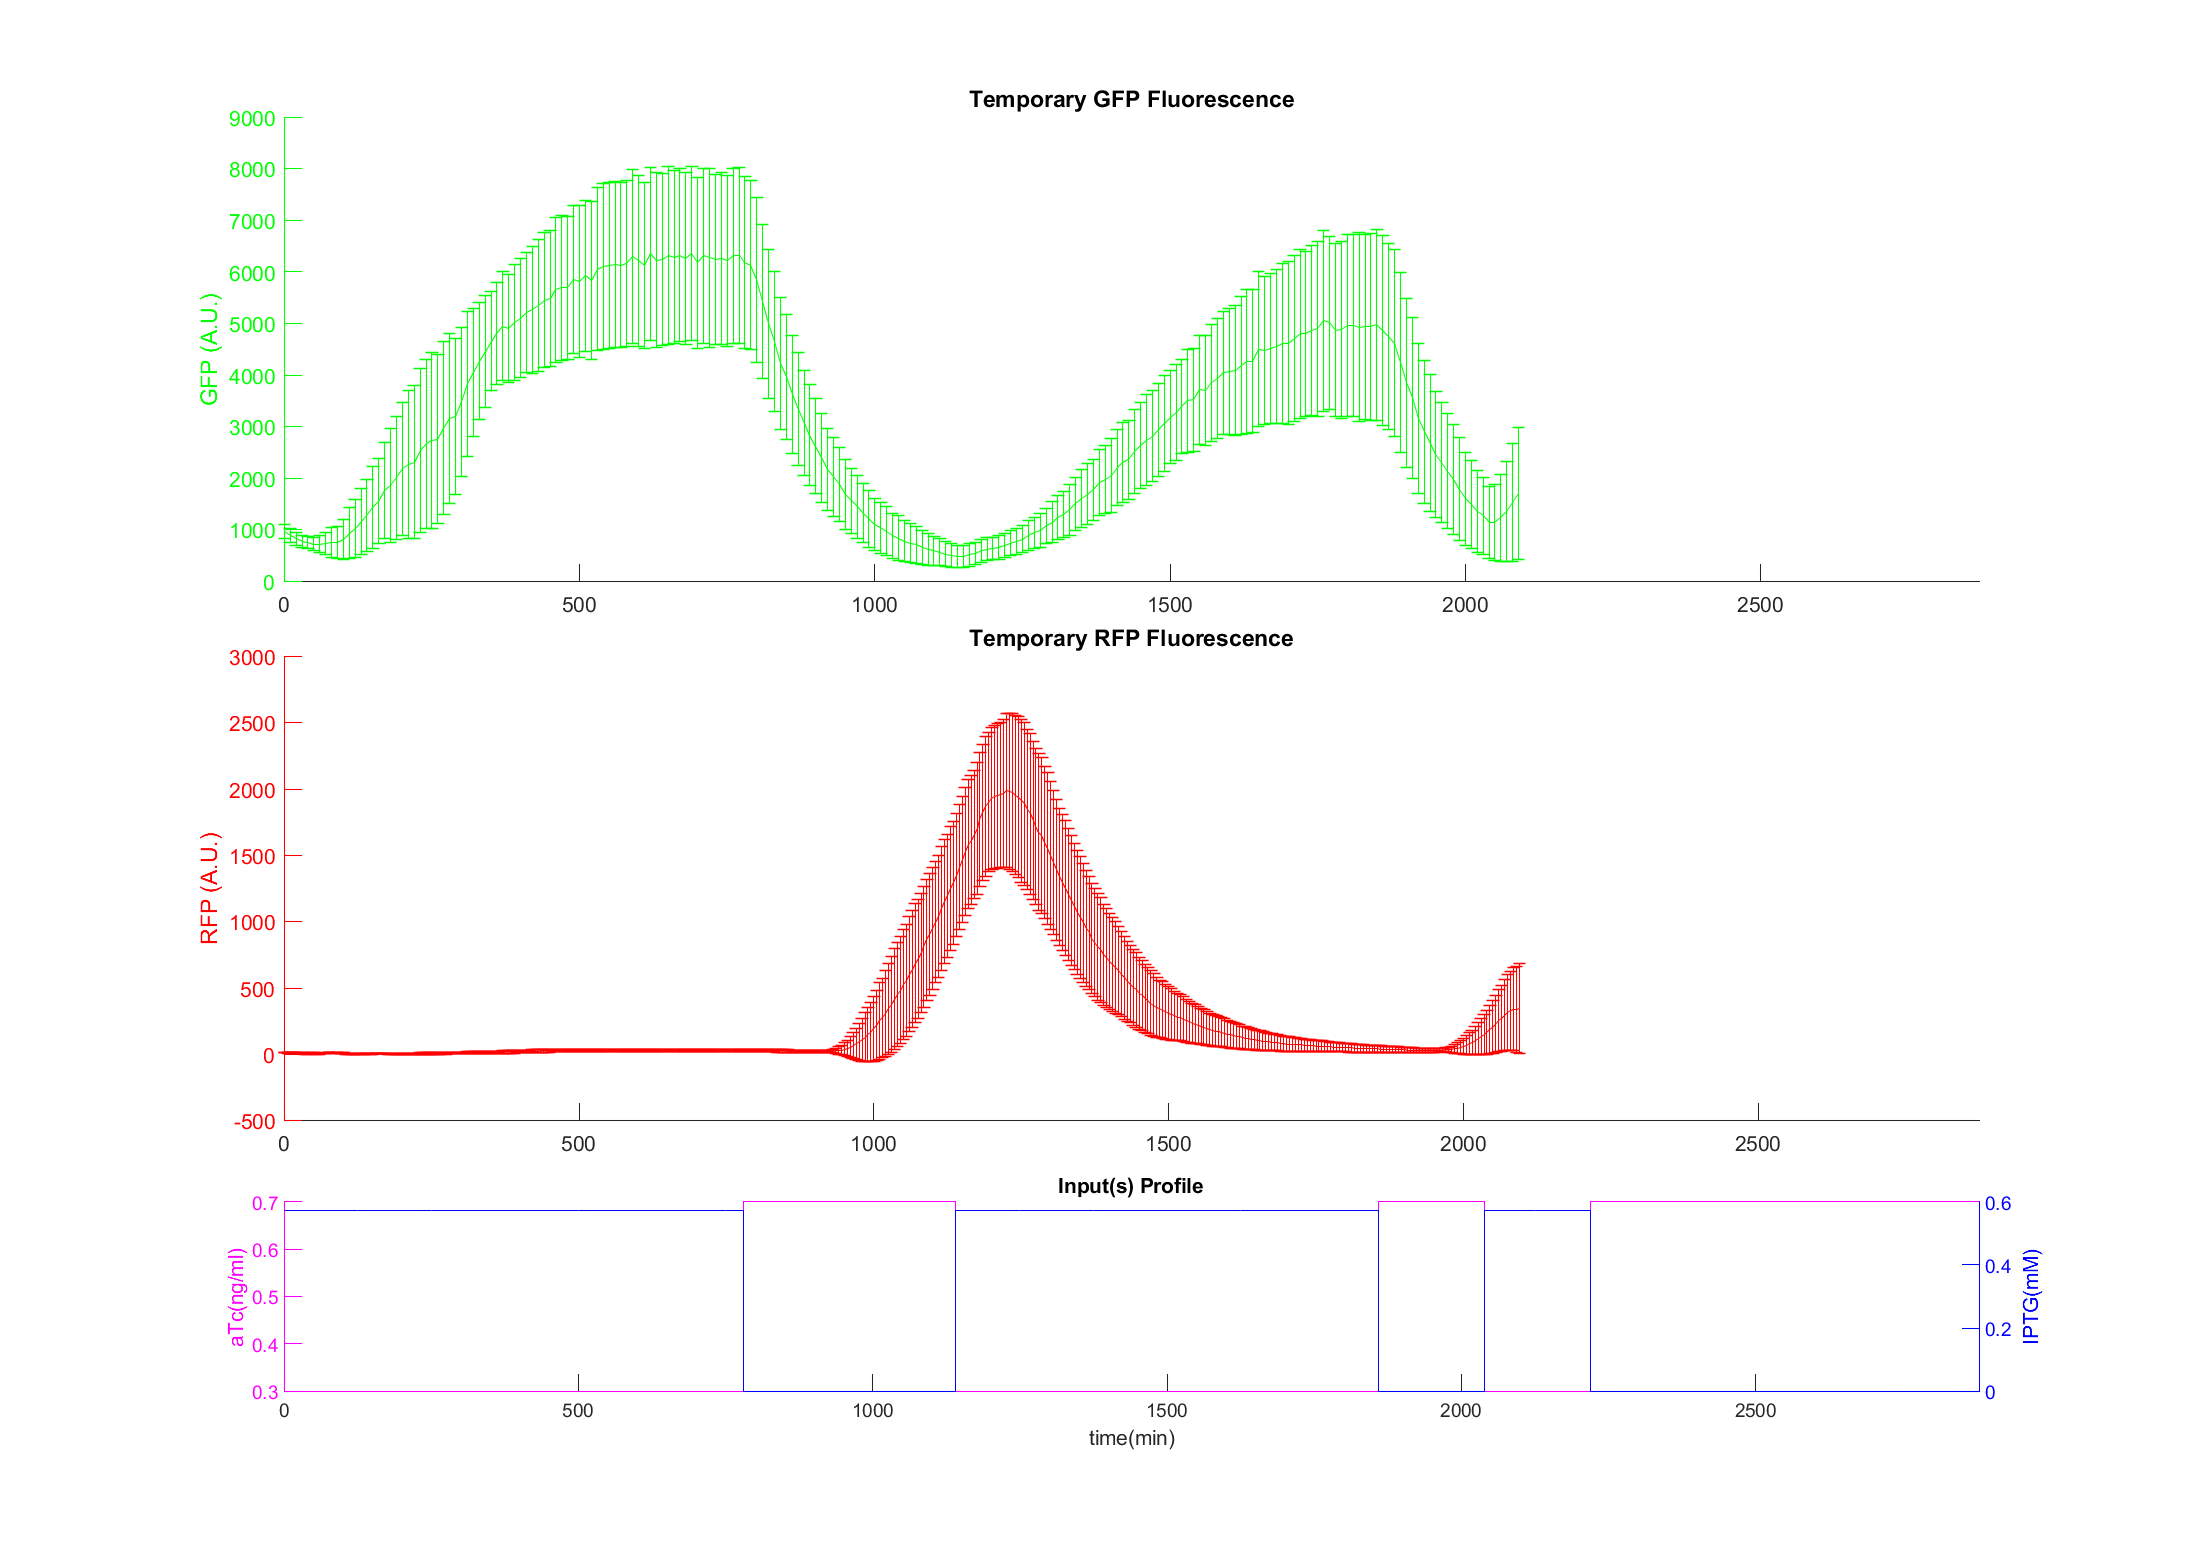 Temporary GFP Fluorescence
9000
8000
7000
6000
5000
4000
3000
2000
1000
0
GFP (A.U.)
0 500 1000 1500 2000 2500
Temporary RFP Fluorescence
3000
2500
2000
1500
1000
500
0
-500
RFP (A.U.)
0 500 1000 1500 2000 2500
Input(s) Profile
0.7
0.6
0.5
0.4
0.3
aTc(ng/ml)
0.6
0.4
0.2
0
IPTG(mM)
0 500 1000 1500 2000 2500
time(min)